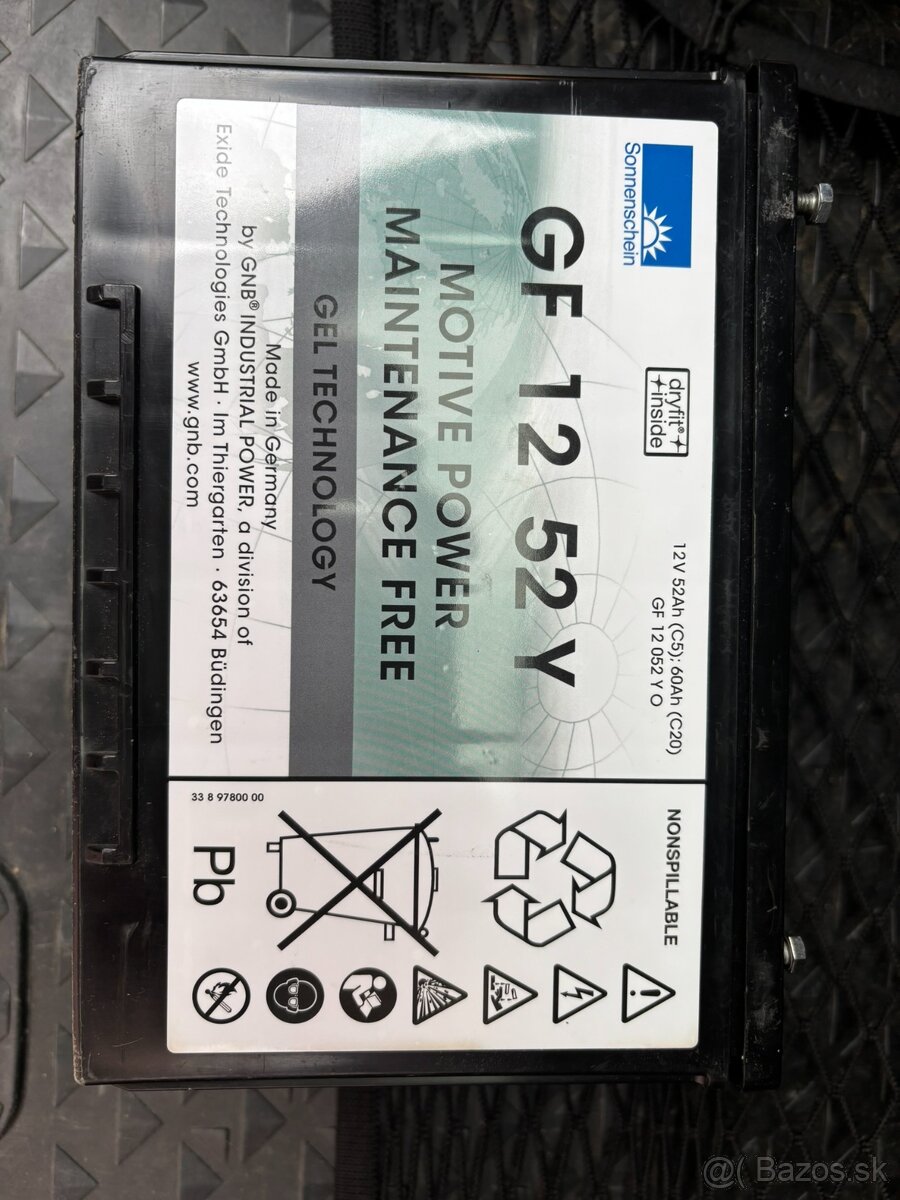 Sonnenschein
dryfit®
inside
12V 52Ah (C5); 60Ah (C20)
GF 12 052 Y O
GF 12 52 Y
MOTIVE POWER
MAINTENANCE FREE
GEL TECHNOLOGY
Made in Germany
by GNB® INDUSTRIAL POWER, a division of
Exide Technologies GmbH · Im Thiergarten · 63654 Büdingen
www.gnb.com
NONSPILLABLE
Pb
33 8 97800 00
@( Bazos.sk